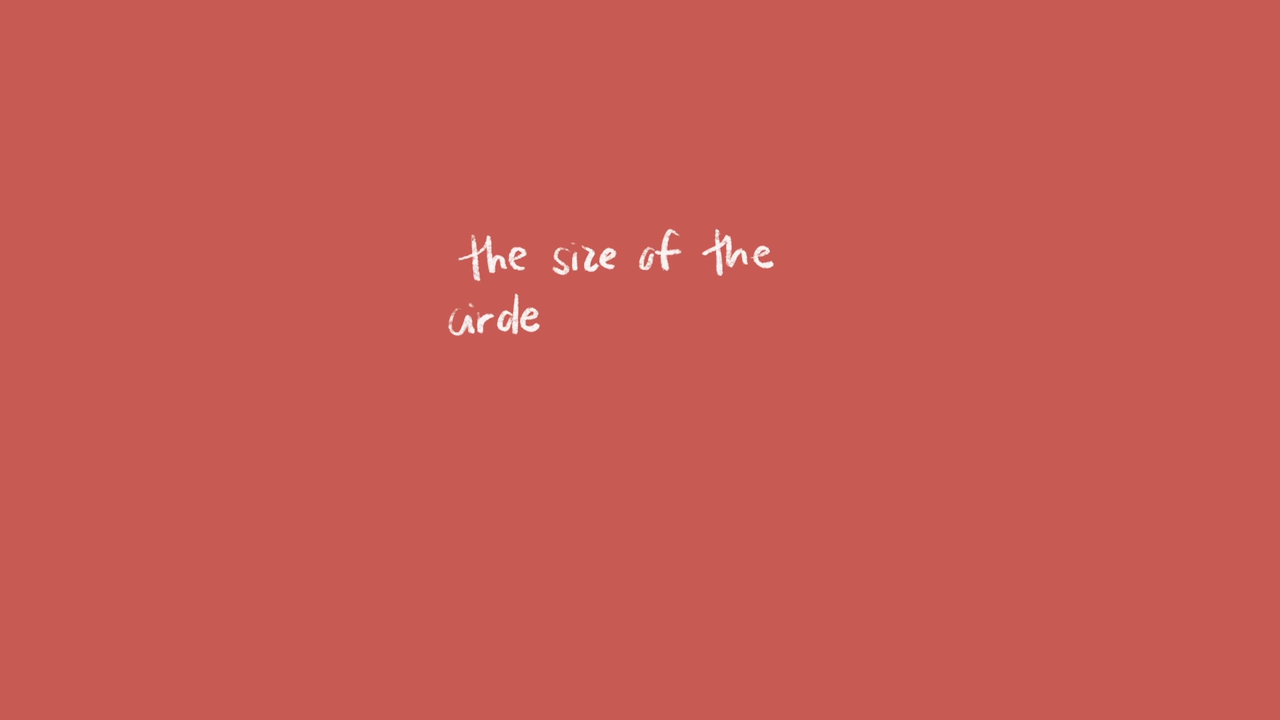 the size of the
circle